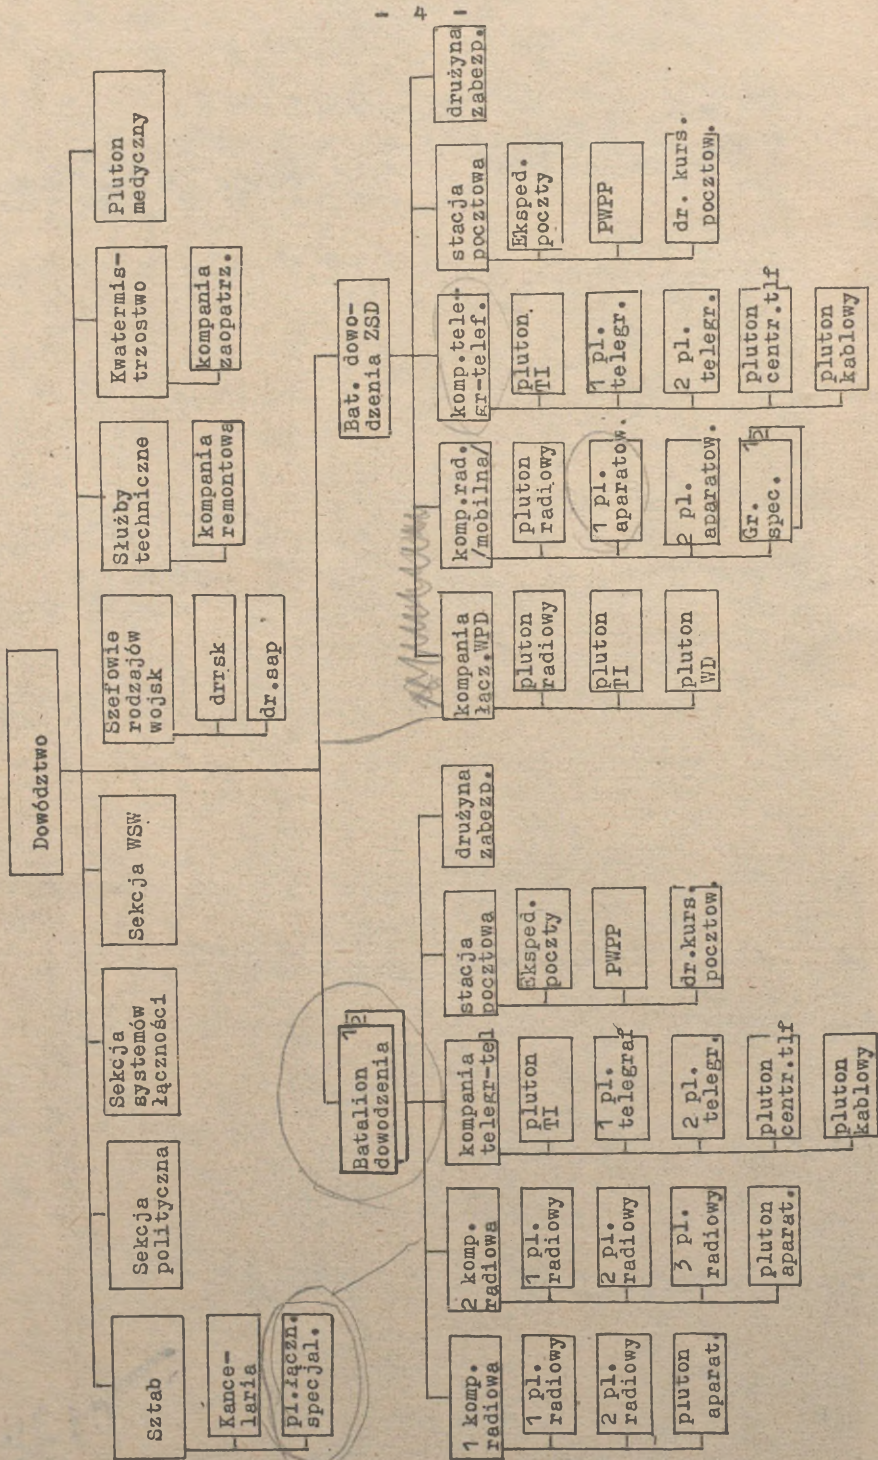 - 4 -
Dowództwo
Sztab
Kance-
laria
pl.łączn.
specjal.
Sekcja
polityczna
Sekcja
systemów
łączności
Sekcja WSW
Szefowie
rodzajów
wojsk
drrsk
dr.sap
Służby
techniczne
kompania
remontowa
Kwatermis-
trzostwo
kompania
zaopatrz.
Pluton
medyczny
Batalion
dowodzenia
1
2
1 komp.
radiowa
1 pl.
radiowy
2 pl.
radiowy
pluton
aparat.
2 komp.
radiowa
1 pl.
radiowy
2 pl.
radiowy
3 pl.
radiowy
pluton
aparat.
kompania
telegr-tel
pluton
TI
1 pl.
telegraf
2 pl.
telegr.
pluton
centr.tlf
pluton
kablowy
stacja
pocztowa
Eksped.
poczty
PWPP
dr.kurs.
pocztow.
drużyna
zabezp.
Bat. dowo-
dzenia ZSD
kompania
łącz.WPD
pluton
radiowy
pluton
TI
pluton
WD
komp.rad.
/mobilna/
pluton
radiowy
1 pl.
aparatow.
2 pl.
aparatow.
Gr.
spec.
1
2
komp.tele-
gr-telef.
pluton
TI
1 pl.
telegr.
2 pl.
telegr.
pluton
centr.tlf
pluton
kablowy
stacja
pocztowa
Eksped.
poczty
PWPP
dr. kurs.
pocztow.
drużyna
zabezp.